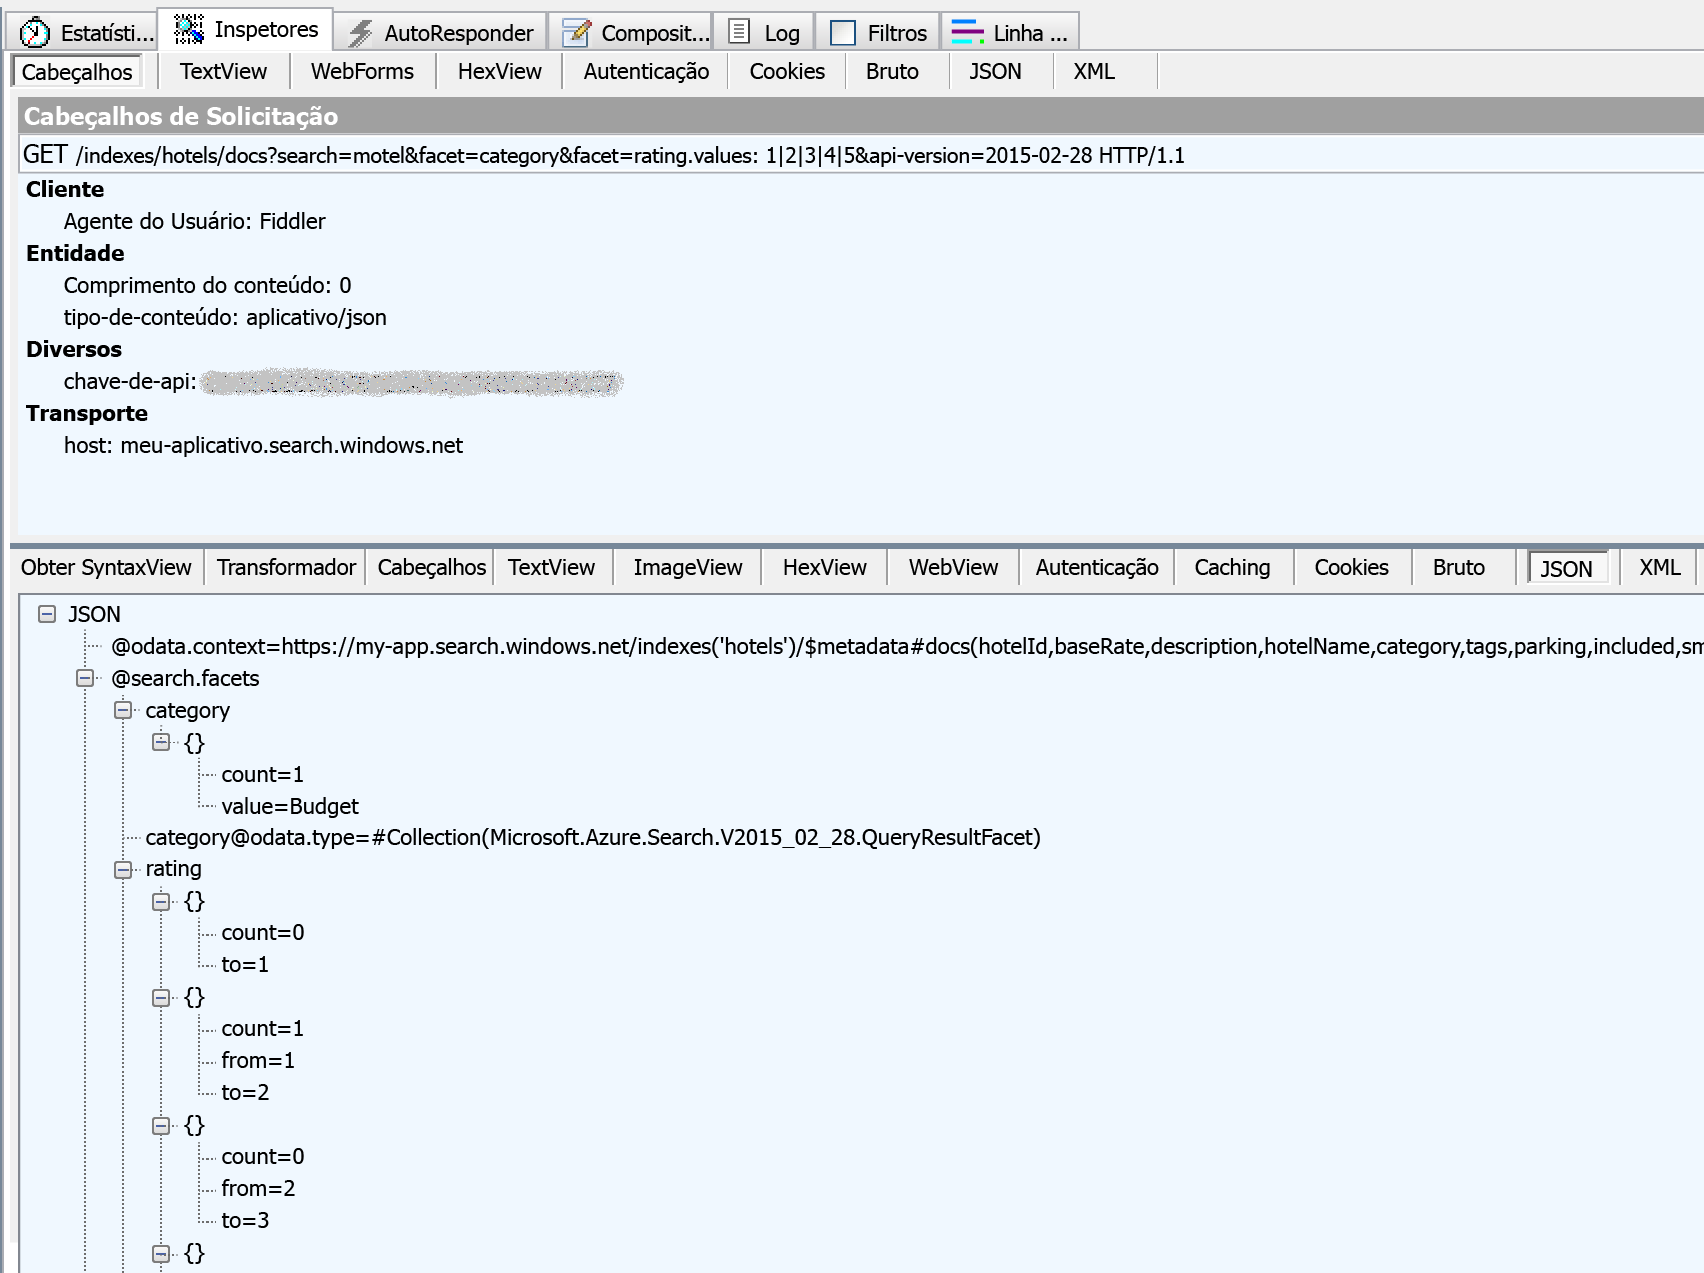 Estatísti... Inspetores AutoResponder Composit... Log Filtros Linha ...
Cabeçalhos TextView WebForms HexView Autenticação Cookies Bruto JSON XML
Cabeçalhos de Solicitação
GET /indexes/hotels/docs?search=motel&facet=category&facet=rating.values: 1|2|3|4|5&api-version=2015-02-28 HTTP/1.1
Cliente
Agente do Usuário: Fiddler
Entidade
Comprimento do conteúdo: 0
tipo-de-conteúdo: aplicativo/json
Diversos
chave-de-api:
Transporte
host: meu-aplicativo.search.windows.net
Obter SyntaxView Transformador Cabeçalhos TextView ImageView HexView WebView Autenticação Caching Cookies Bruto JSON XML
JSON
@odata.context=https://my-app.search.windows.net/indexes('hotels')/$metadata#docs(hotelId,baseRate,description,hotelName,category,tags,parking,included,sm
@search.facets
category
{}
count=1
value=Budget
category@odata.type=#Collection(Microsoft.Azure.Search.V2015_02_28.QueryResultFacet)
rating
{}
count=0
to=1
{}
count=1
from=1
to=2
{}
count=0
from=2
to=3
{}